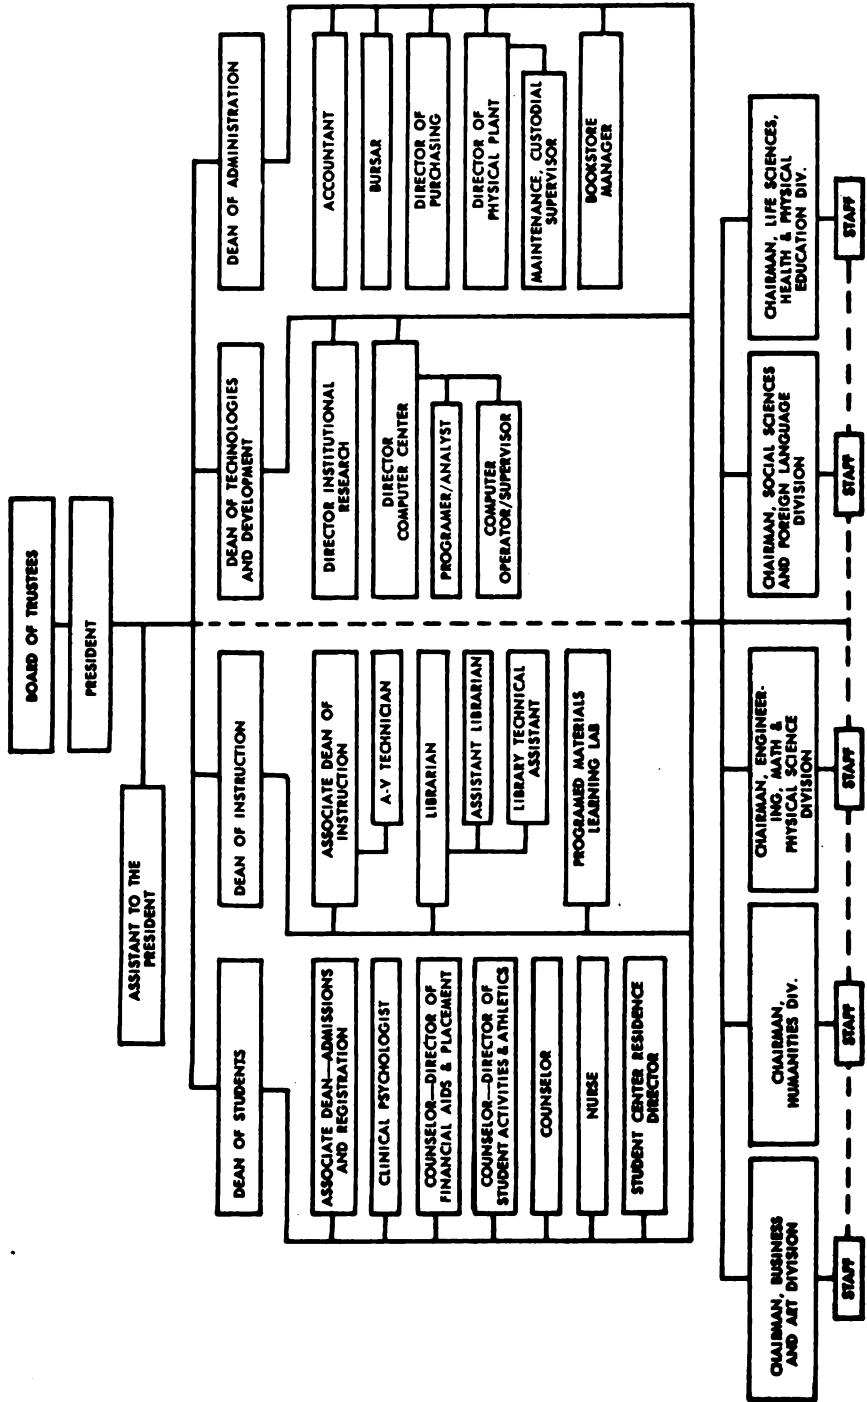 BOARD OF TRUSTEES
PRESIDENT
ASSISTANT TO THE
PRESIDENT
DEAN OF STUDENTS
ASSOCIATE DEAN—ADMISSIONS
AND REGISTRATION
CLINICAL PSYCHOLOGIST
COUNSELOR—DIRECTOR OF
FINANCIAL AIDS & PLACEMENT
COUNSELOR—DIRECTOR OF
STUDENT ACTIVITIES & ATHLETICS
COUNSELOR
NURSE
STUDENT CENTER RESIDENCE
DIRECTOR
DEAN OF INSTRUCTION
ASSOCIATE DEAN OF
INSTRUCTION
A-V TECHNICIAN
LIBRARIAN
ASSISTANT LIBRARIAN
LIBRARY TECHNICAL
ASSISTANT
PROGRAMED MATERIALS
LEARNING LAB
DEAN OF TECHNOLOGIES
AND DEVELOPMENT
DIRECTOR INSTITUTIONAL
RESEARCH
DIRECTOR
COMPUTER CENTER
PROGRAMER/ANALYST
COMPUTER
OPERATOR/SUPERVISOR
DEAN OF ADMINISTRATION
ACCOUNTANT
BURSAR
DIRECTOR OF
PURCHASING
DIRECTOR OF
PHYSICAL PLANT
MAINTENANCE, CUSTODIAL
SUPERVISOR
BOOKSTORE
MANAGER
CHAIRMAN, BUSINESS
AND ART DIVISION
CHAIRMAN,
HUMANITIES DIV.
CHAIRMAN, ENGINEER-
ING, MATH &
PHYSICAL SCIENCE
DIVISION
CHAIRMAN, SOCIAL SCIENCES
AND FOREIGN LANGUAGE
DIVISION
CHAIRMAN, LIFE SCIENCES,
HEALTH & PHYSICAL
EDUCATION DIV.
STAFF
STAFF
STAFF
STAFF
STAFF